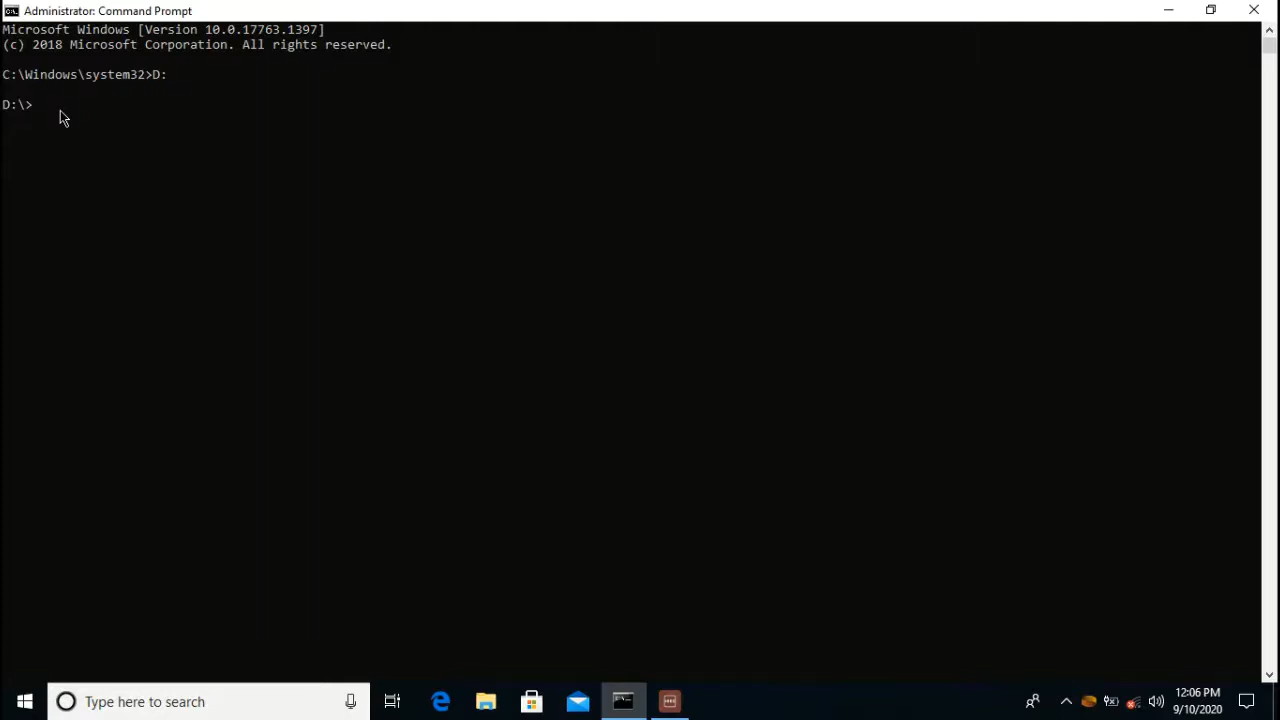 Administrator: Command Prompt
Microsoft Windows [Version 10.0.17763.1397]
(c) 2018 Microsoft Corporation. All rights reserved.
C:\Windows\system32>D:
D:\>
Type here to search
12:06 PM
9/10/2020